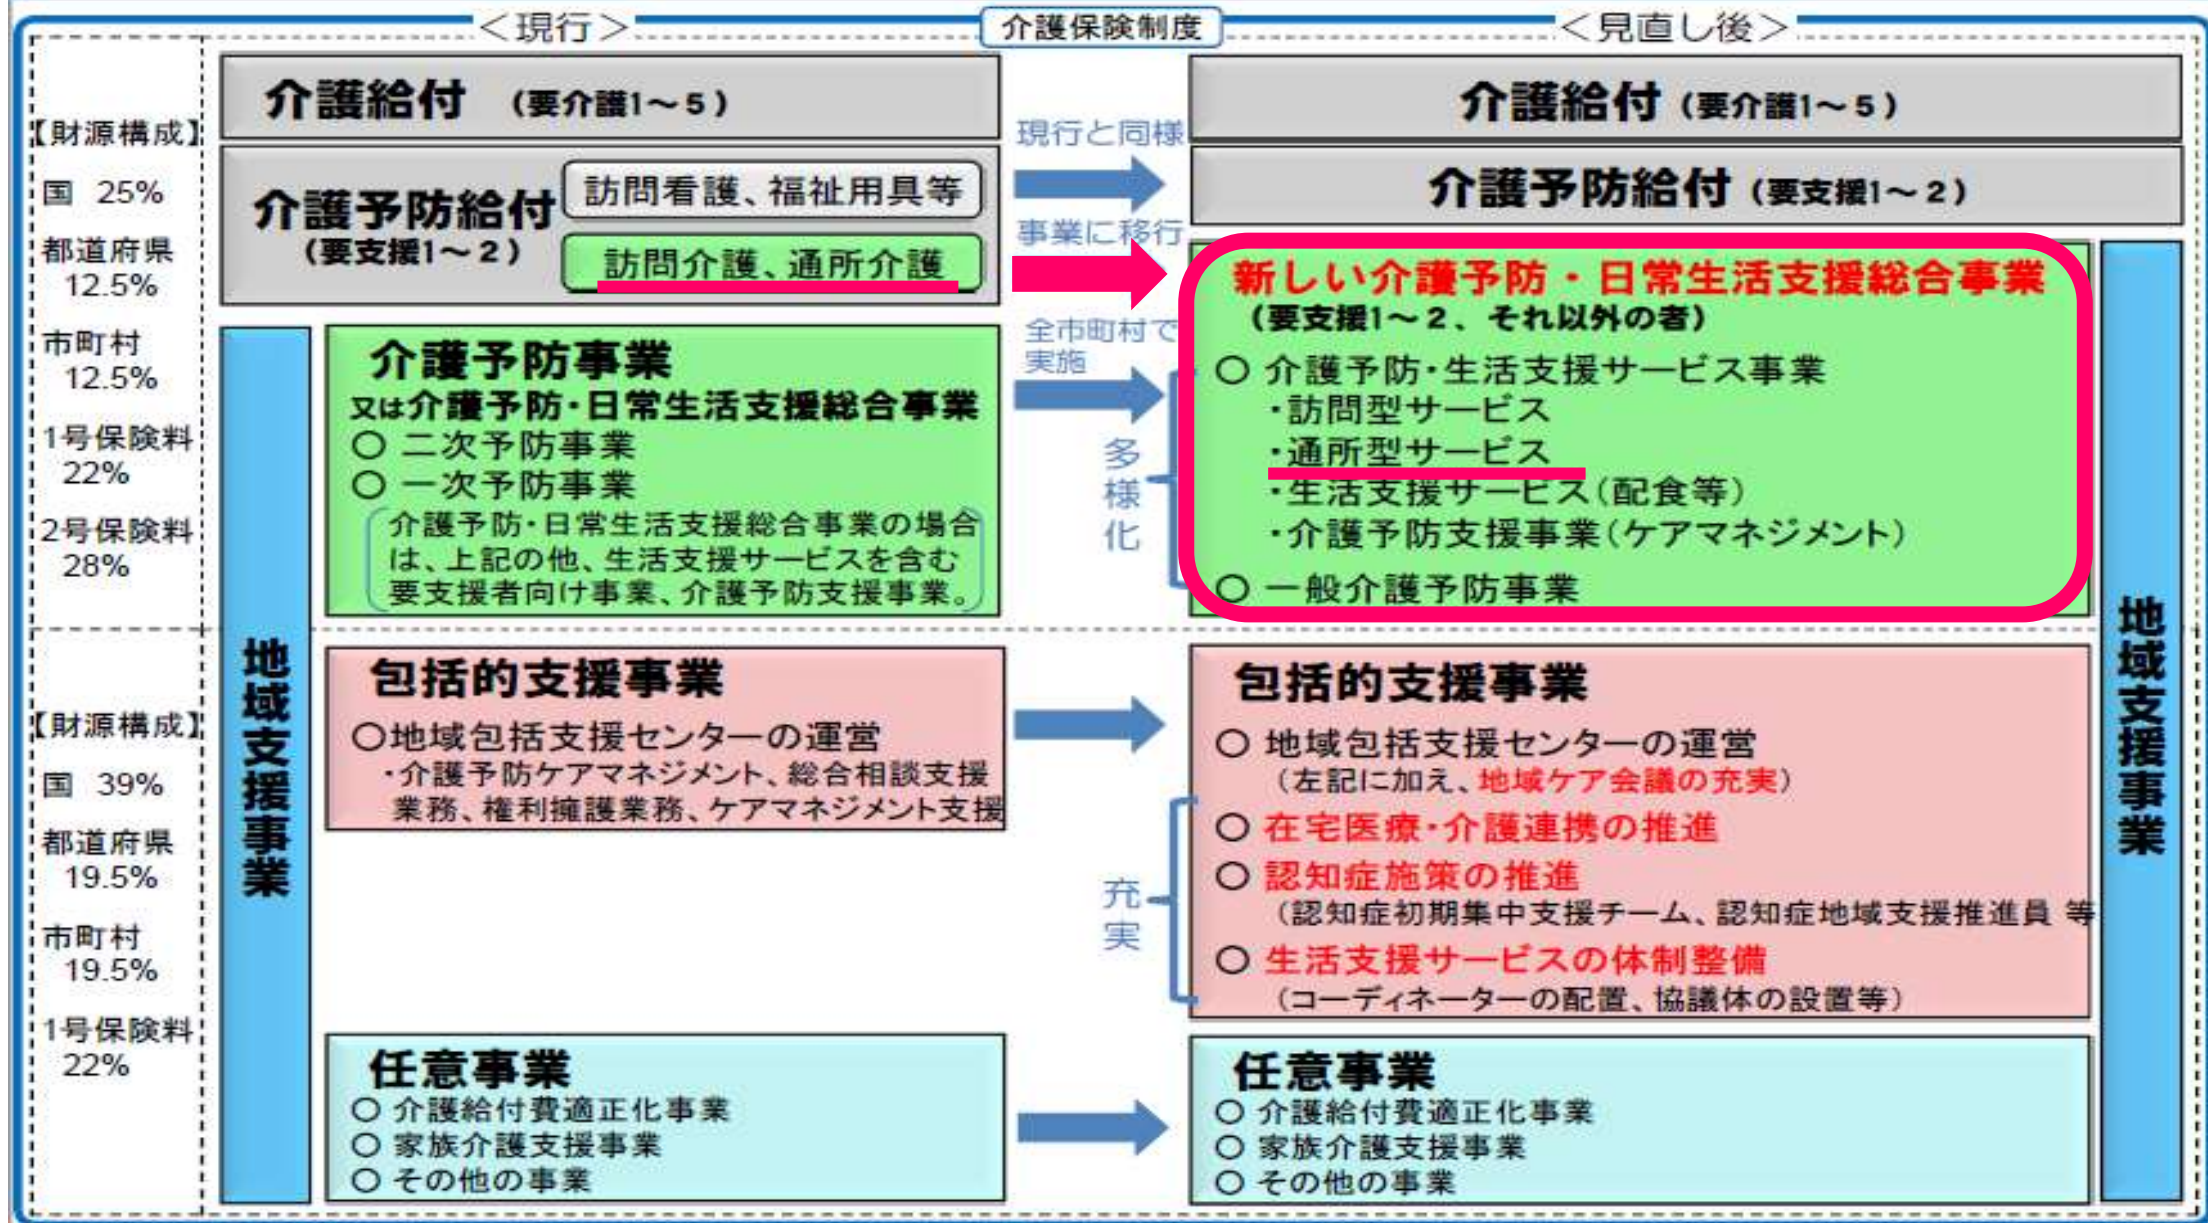 ＜現行＞
介護保険制度
＜見直し後＞
【財源構成】
国 25%
都道府県
12.5%
市町村
12.5%
1号保険料
22%
2号保険料
28%
【財源構成】
国 39%
都道府県
19.5%
市町村
19.5%
1号保険料
22%
介護給付 （要介護1～5）
介護予防給付
（要支援1～2）
訪問看護、福祉用具等
訪問介護、通所介護
地域支援事業
介護予防事業
又は介護予防・日常生活支援総合事業
○ 二次予防事業
○ 一次予防事業
介護予防・日常生活支援総合事業の場合
は、上記の他、生活支援サービスを含む
要支援者向け事業、介護予防支援事業。
包括的支援事業
○地域包括支援センターの運営
・介護予防ケアマネジメント、総合相談支援
業務、権利擁護業務、ケアマネジメント支援
任意事業
○ 介護給付費適正化事業
○ 家族介護支援事業
○ その他の事業
現行と同様
事業に移行
全市町村で
実施
多様化
充実
介護給付（要介護1～5）
介護予防給付（要支援1～2）
新しい介護予防・日常生活支援総合事業
（要支援1～2、それ以外の者）
○ 介護予防・生活支援サービス事業
・訪問型サービス
・通所型サービス
・生活支援サービス（配食等）
・介護予防支援事業（ケアマネジメント）
○ 一般介護予防事業
包括的支援事業
○ 地域包括支援センターの運営
（左記に加え、地域ケア会議の充実）
○ 在宅医療・介護連携の推進
○ 認知症施策の推進
（認知症初期集中支援チーム、認知症地域支援推進員 等
○ 生活支援サービスの体制整備
（コーディネーターの配置、協議体の設置等）
任意事業
○ 介護給付費適正化事業
○ 家族介護支援事業
○ その他の事業
地域支援事業